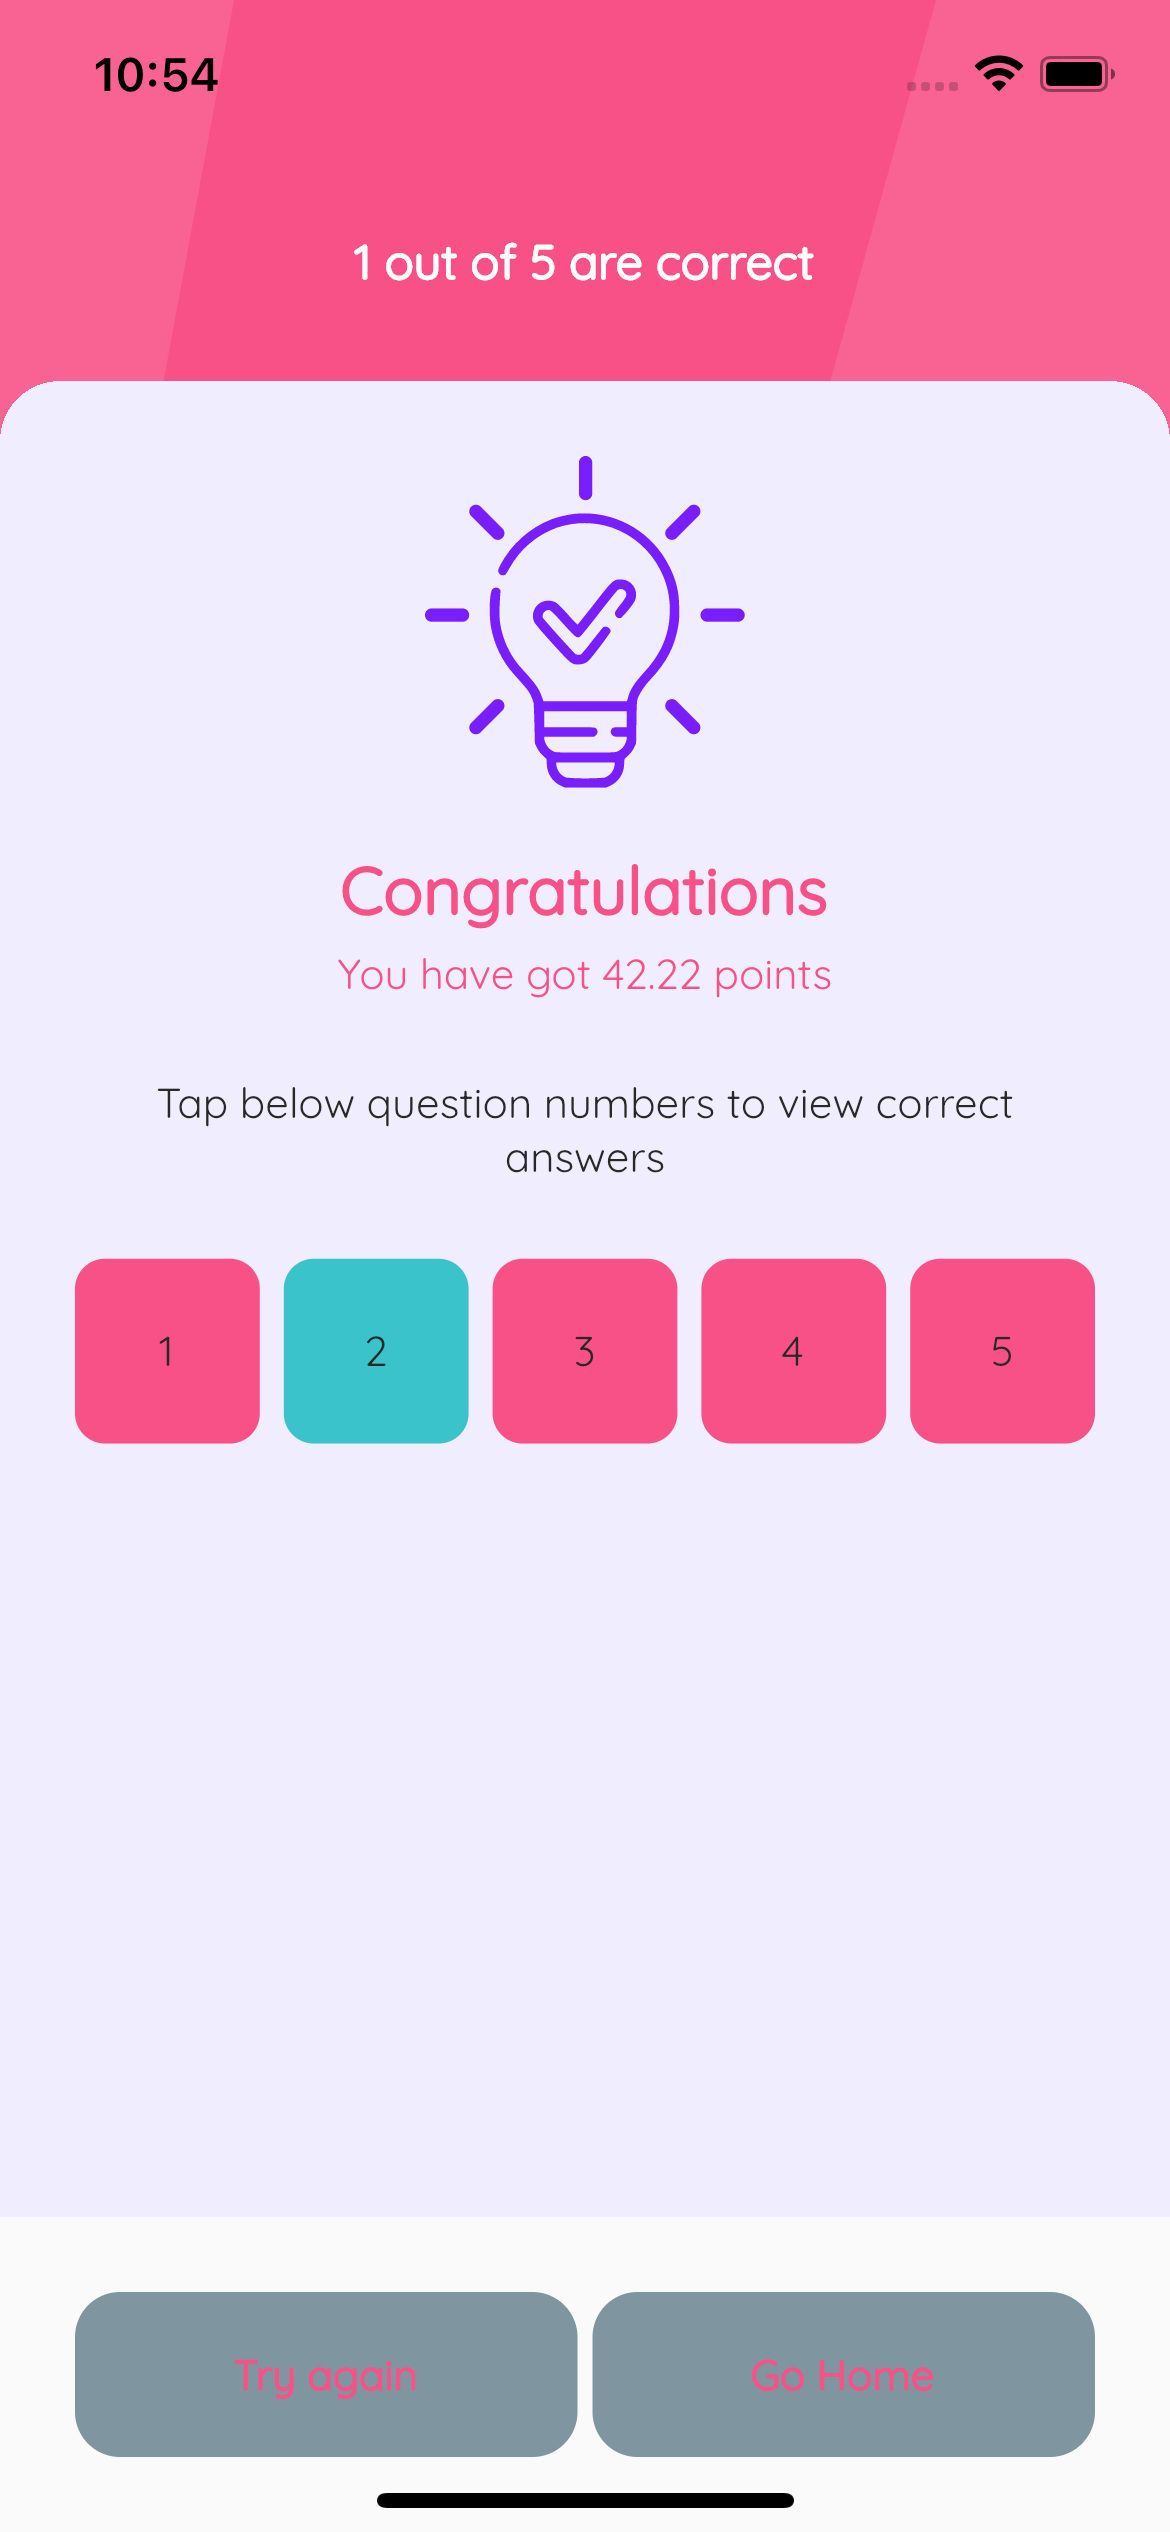 10:54
1 out of 5 are correct
Congratulations
You have got 42.22 points
Tap below question numbers to view correct
answers
1 2 3 4 5
Try again Go Home